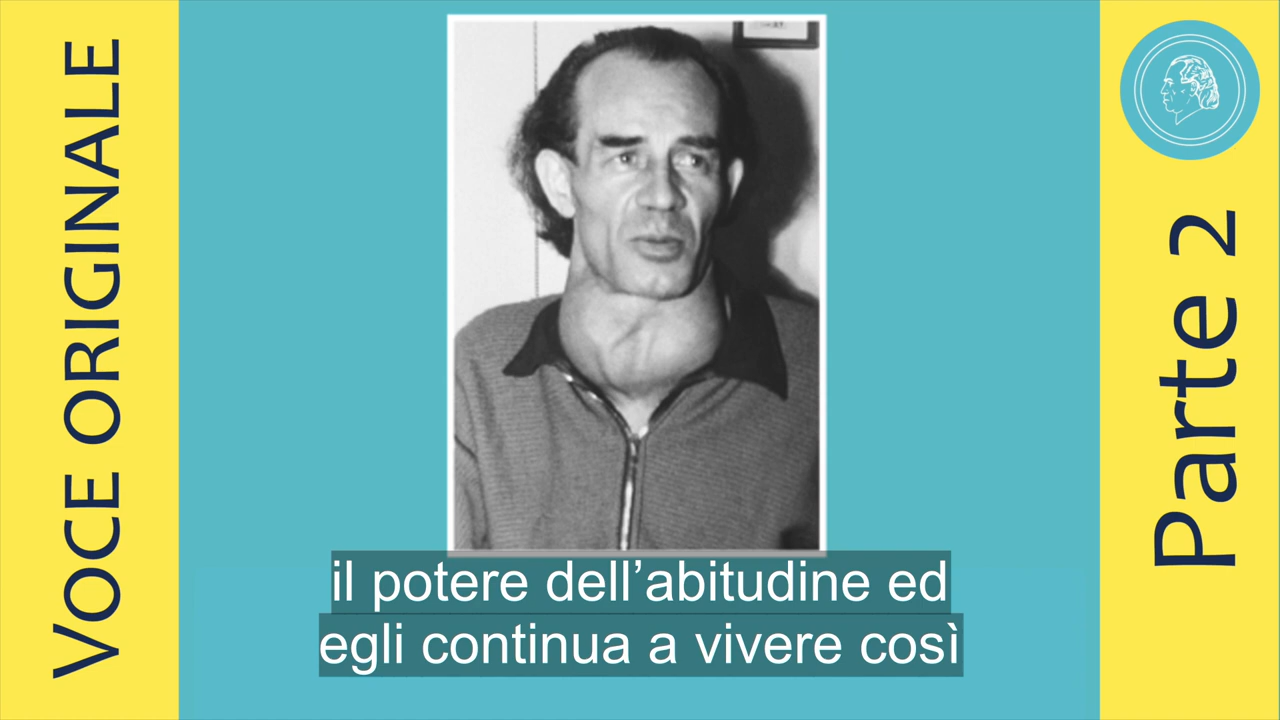 VOCE ORIGINALE
il potere dell’abitudine ed
egli continua a vivere così
Parte 2